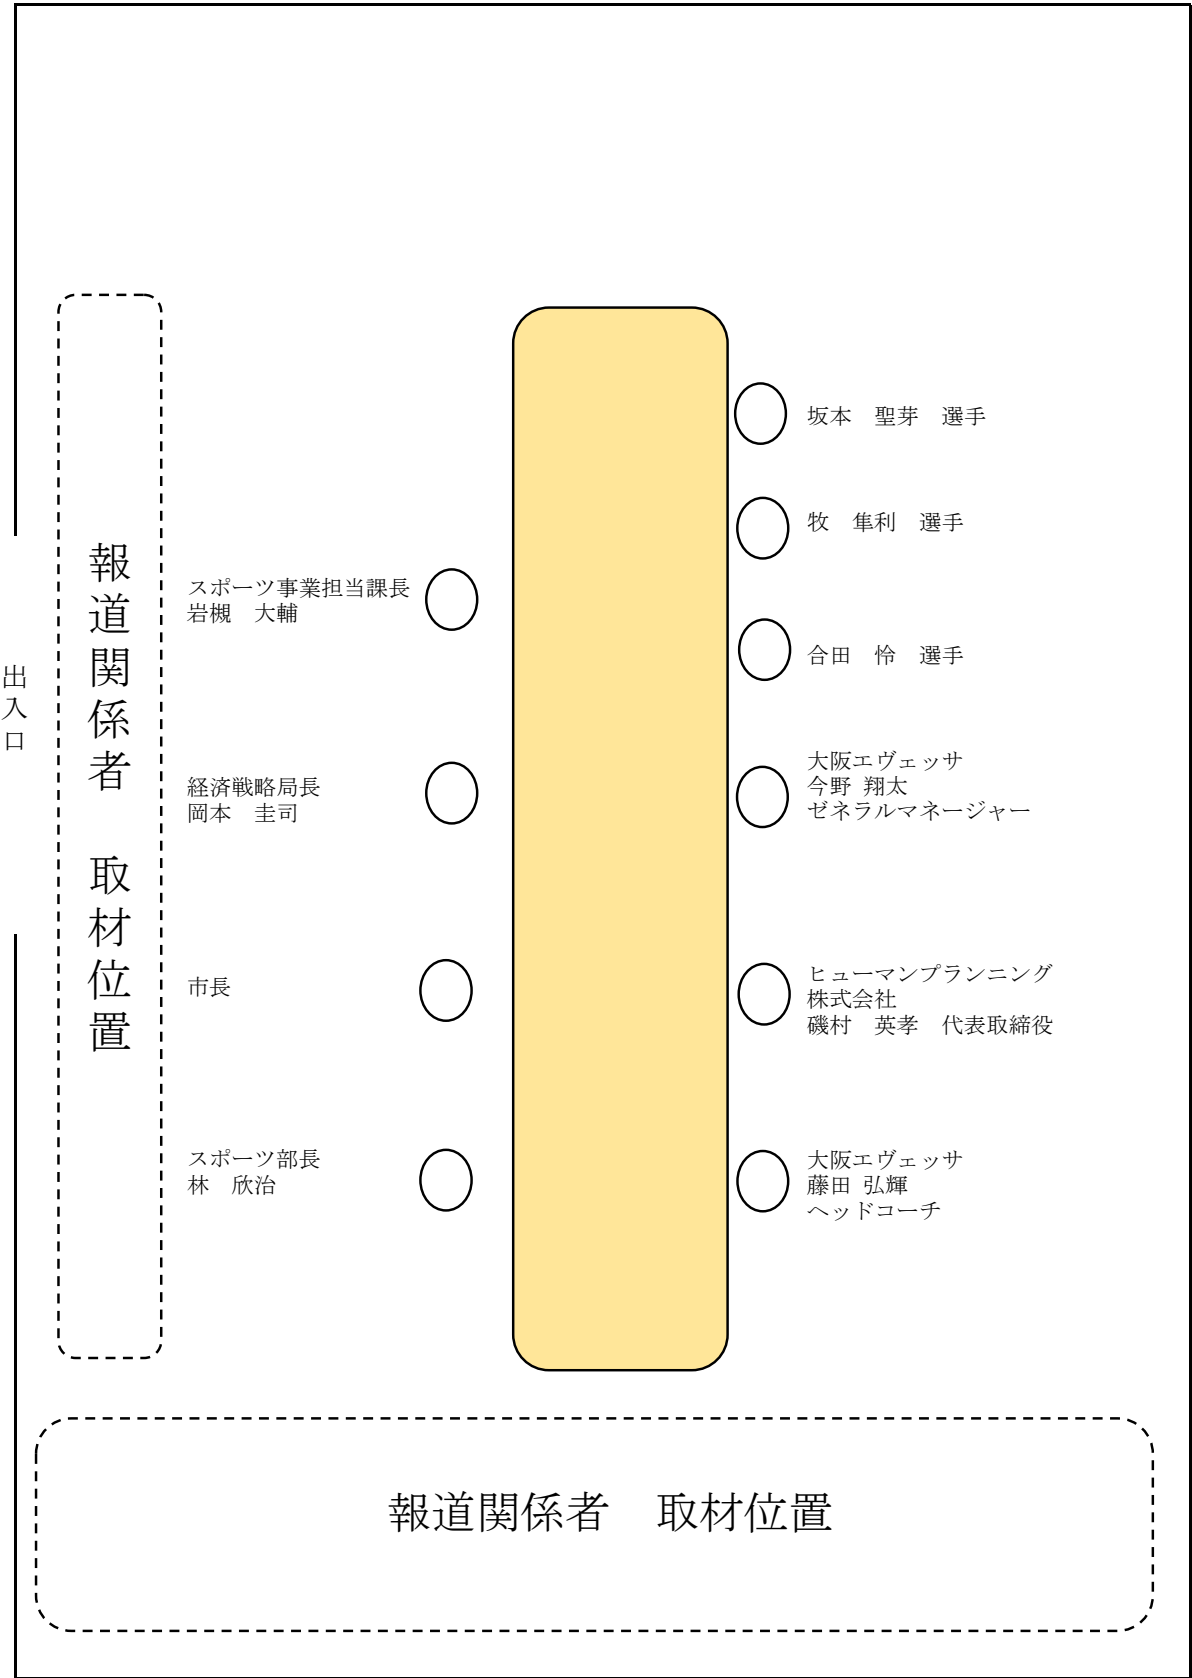 出入口
報道関係者　取材位置
スポーツ事業担当課長
岩槻　大輔
経済戦略局長
岡本　圭司
市長
スポーツ部長
林　欣治
坂本　聖芽　選手
牧　隼利　選手
合田　怜　選手
大阪エヴェッサ
今野 翔太
ゼネラルマネージャー
ヒューマンプランニング
株式会社
磯村　英孝　代表取締役
大阪エヴェッサ
藤田 弘輝
ヘッドコーチ
報道関係者　取材位置